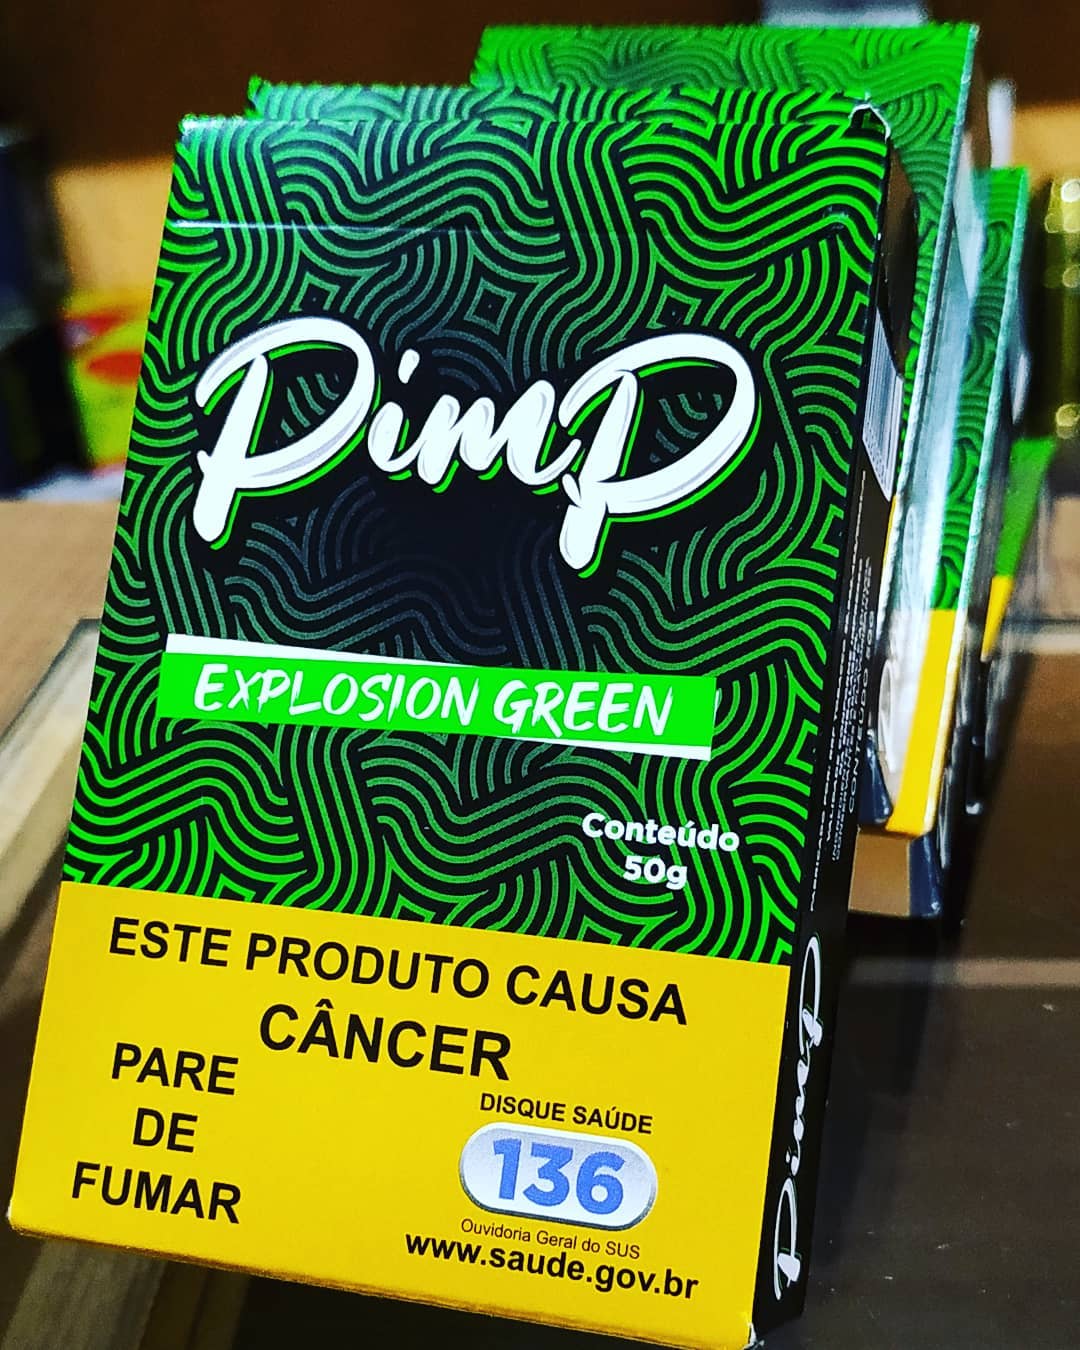 PimP
EXPLOSION GREEN
Conteúdo
50g
ESTE PRODUTO CAUSA
CÂNCER
PARE
DE
FUMAR
DISQUE SAÚDE
136
Ouvidoria Geral do SUS
www.saude.gov.br
PimP